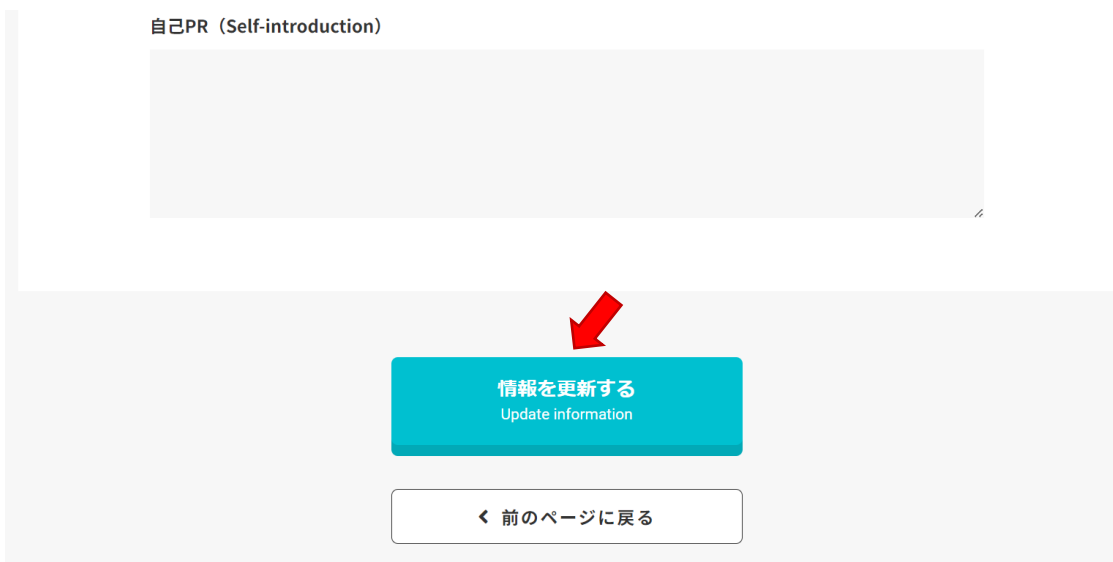 自己PR（Self-introduction）
情報を更新する
Update information
前のページに戻る